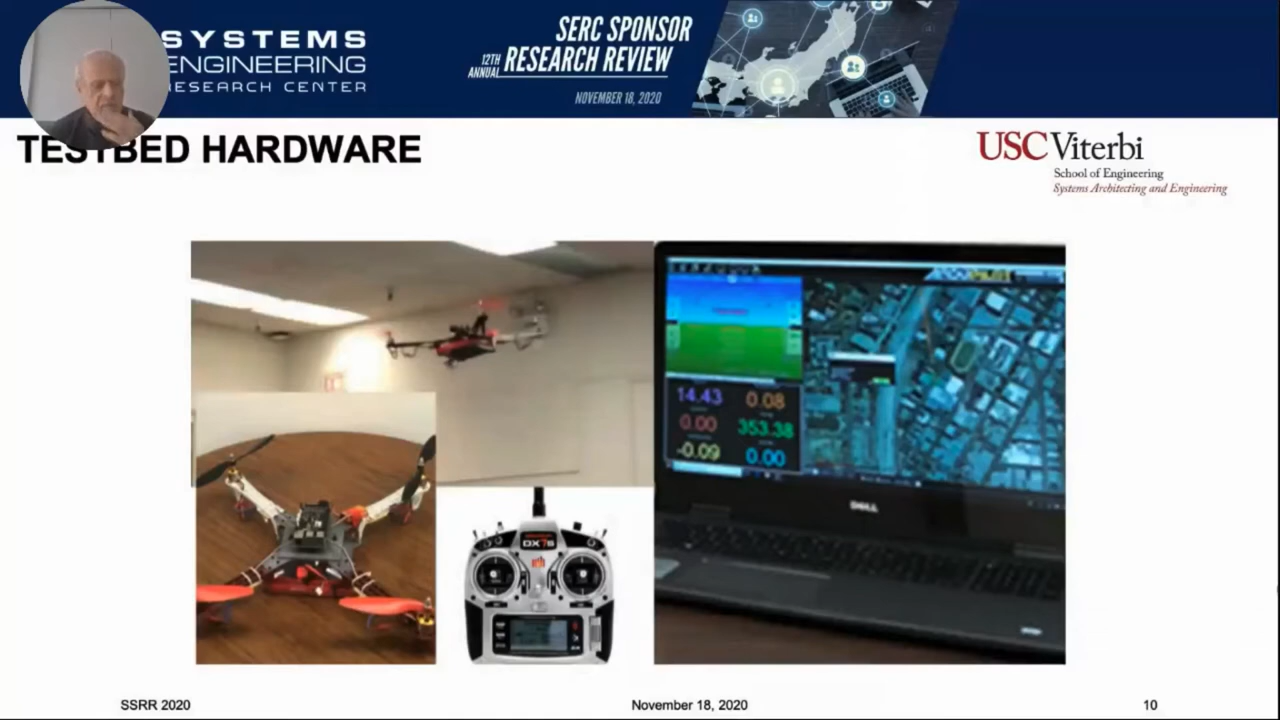 SYSTEMS
ENGINEERING
RESEARCH CENTER
SERC SPONSOR
12TH ANNUAL RESEARCH REVIEW
NOVEMBER 18, 2020
TESTBED HARDWARE
USC Viterbi
School of Engineering
Systems Architecting and Engineering
14.43
0.08
0.00
353.38
-0.09
0.00
DELL
DX7s
SSRR 2020
November 18, 2020
10